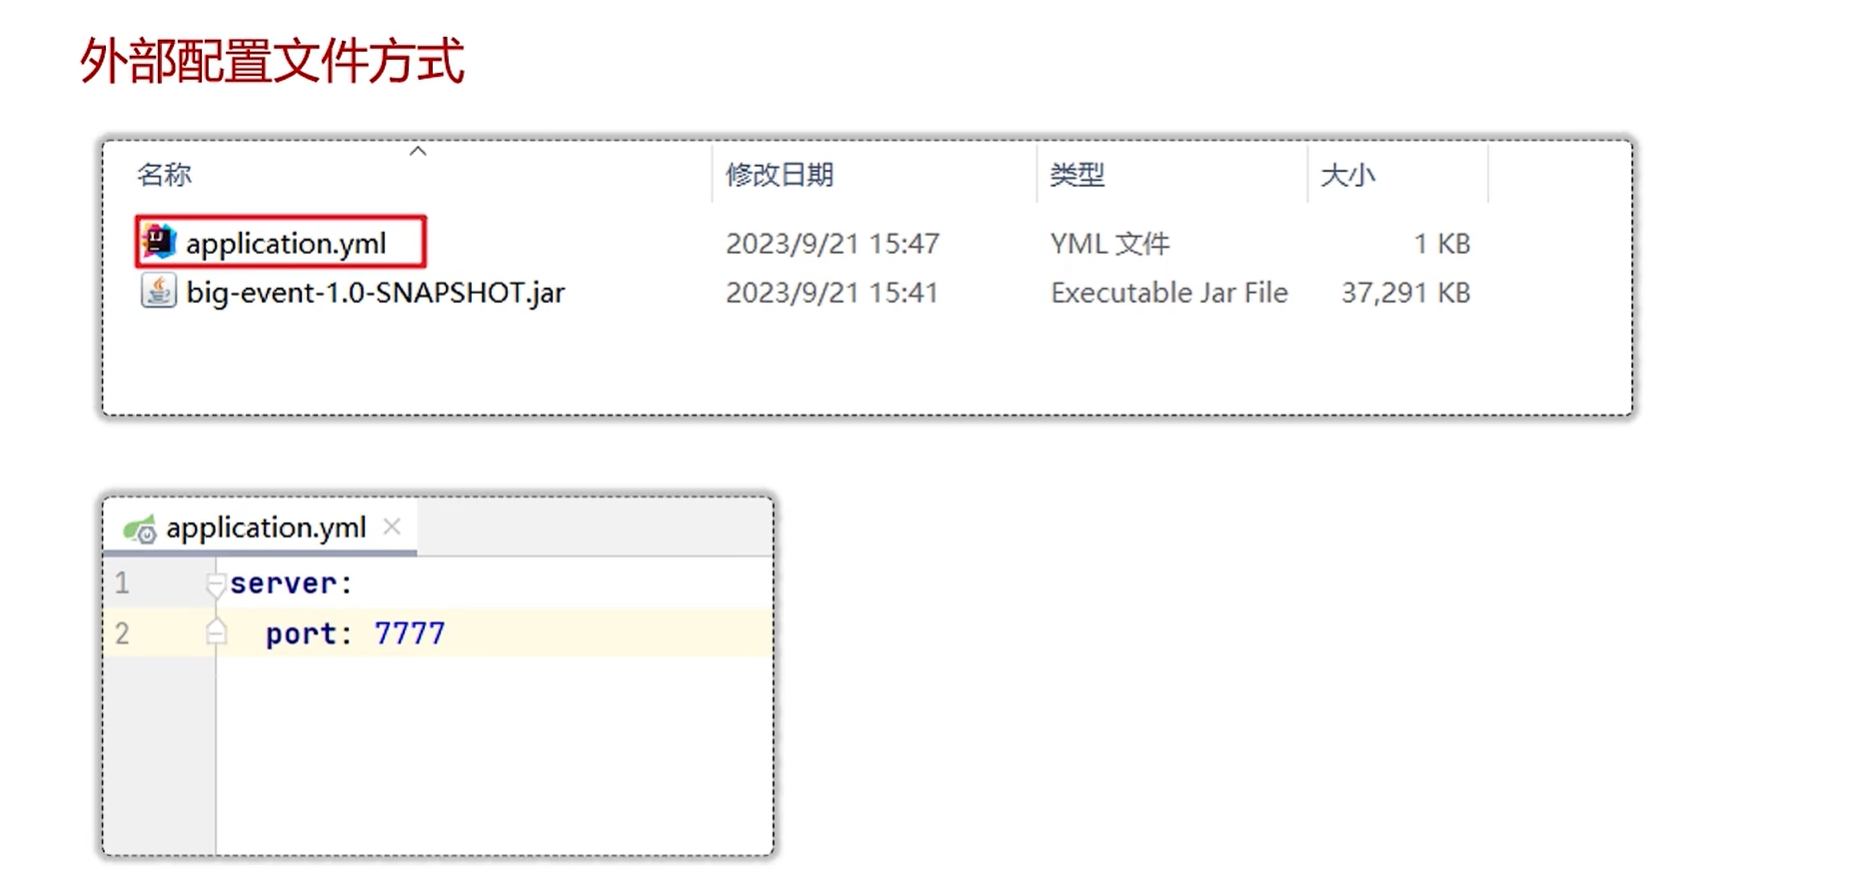 外部配置文件方式
名称 修改日期 类型 大小
application.yml 2023/9/21 15:47 YML 文件 1 KB
big-event-1.0-SNAPSHOT.jar 2023/9/21 15:41 Executable Jar File 37,291 KB
application.yml
1 server:
2 port: 7777